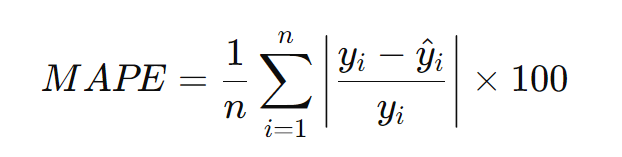 MAPE = \frac{1}{n} \sum_{i=1}^{n} \left| \frac{y_i - \hat{y}_i}{y_i} \right| \times 100